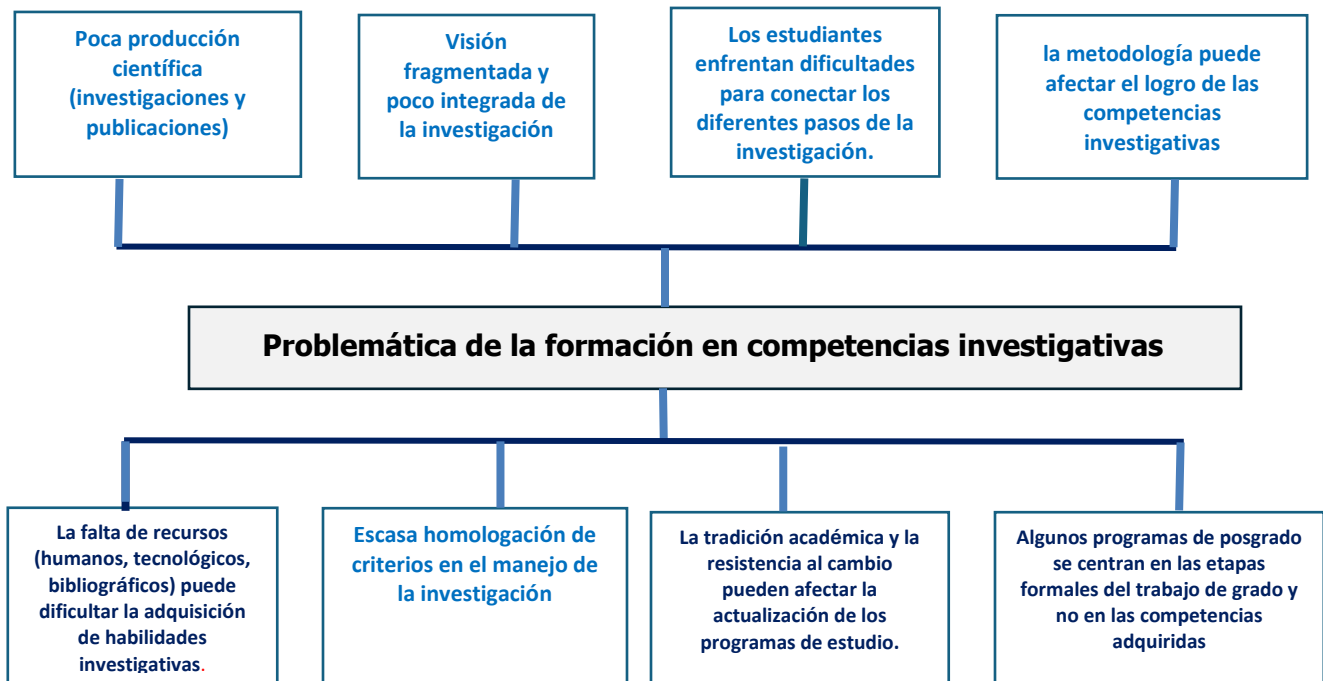 Poca producción
científica
(investigaciones y
publicaciones)
Visión
fragmentada y
poco integrada de
la investigación
Los estudiantes
enfrentan dificultades
para conectar los
diferentes pasos de la
investigación.
la metodología puede
afectar el logro de las
competencias
investigativas
Problemática de la formación en competencias investigativas
La falta de recursos
(humanos, tecnológicos,
bibliográficos) puede
dificultar la adquisición
de habilidades
investigativas.
Escasa homologación de
criterios en el manejo de
la investigación
La tradición académica y la
resistencia al cambio
pueden afectar la
actualización de los
programas de estudio.
Algunos programas de posgrado
se centran en las etapas
formales del trabajo de grado y
no en las competencias
adquiridas